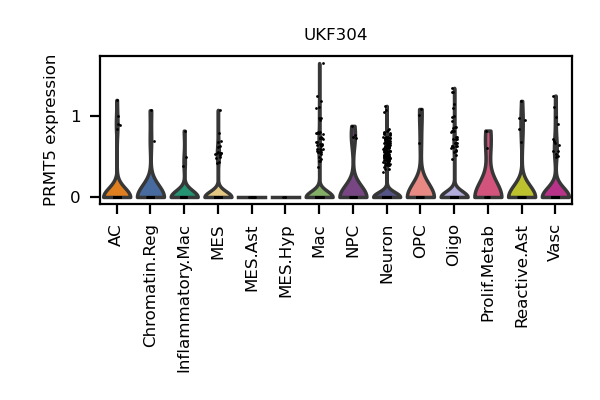 UKF304
PRMT5 expression
1
0
AC
Chromatin.Reg
Inflammatory.Mac
MES
MES.Ast
MES.Hyp
Mac
NPC
Neuron
OPC
Oligo
Prolif.Metab
Reactive.Ast
Vasc